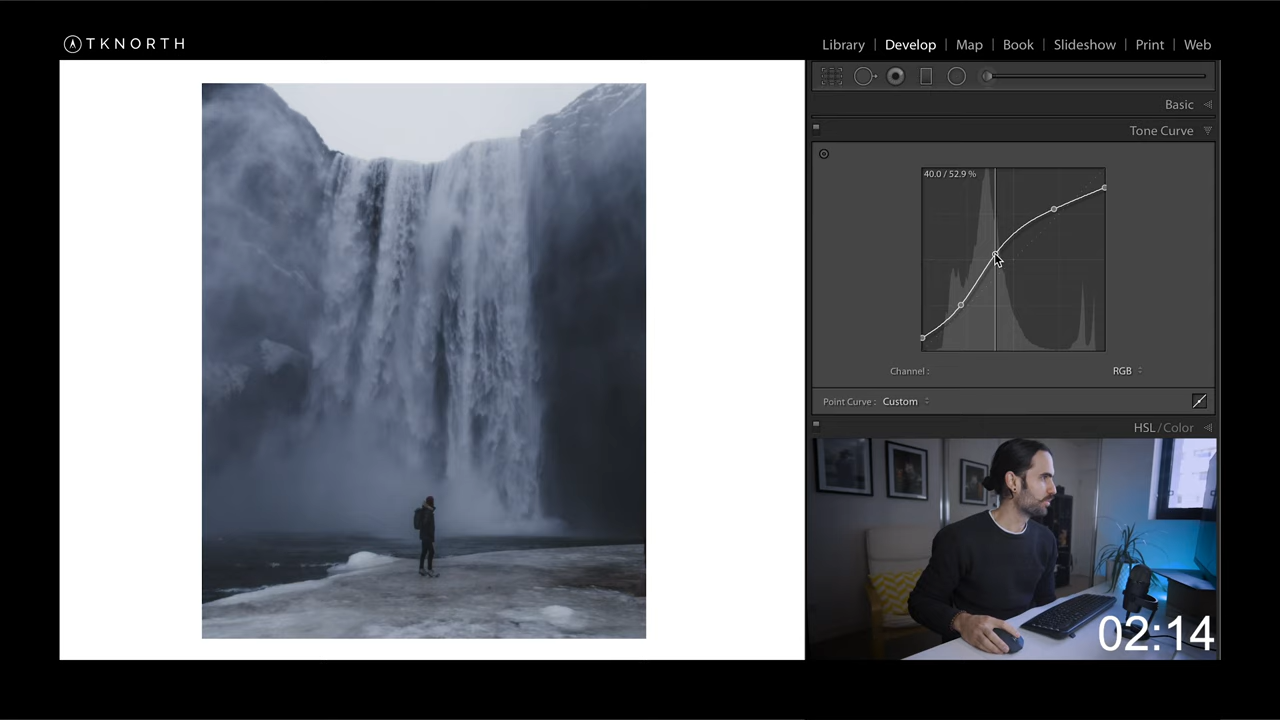 TKNORTH
Library | Develop | Map | Book | Slideshow | Print | Web
Basic
Tone Curve
40.0 / 52.9 %
Channel : RGB
Point Curve : Custom
HSL / Color
02:14